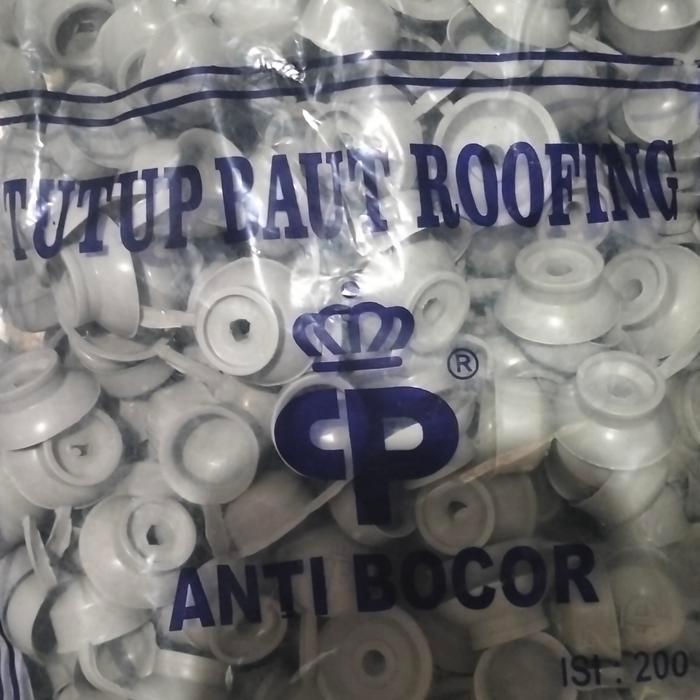 TUTUP BAUT ROOFING
®
CP
ANTI BOCOR
ISI : 200